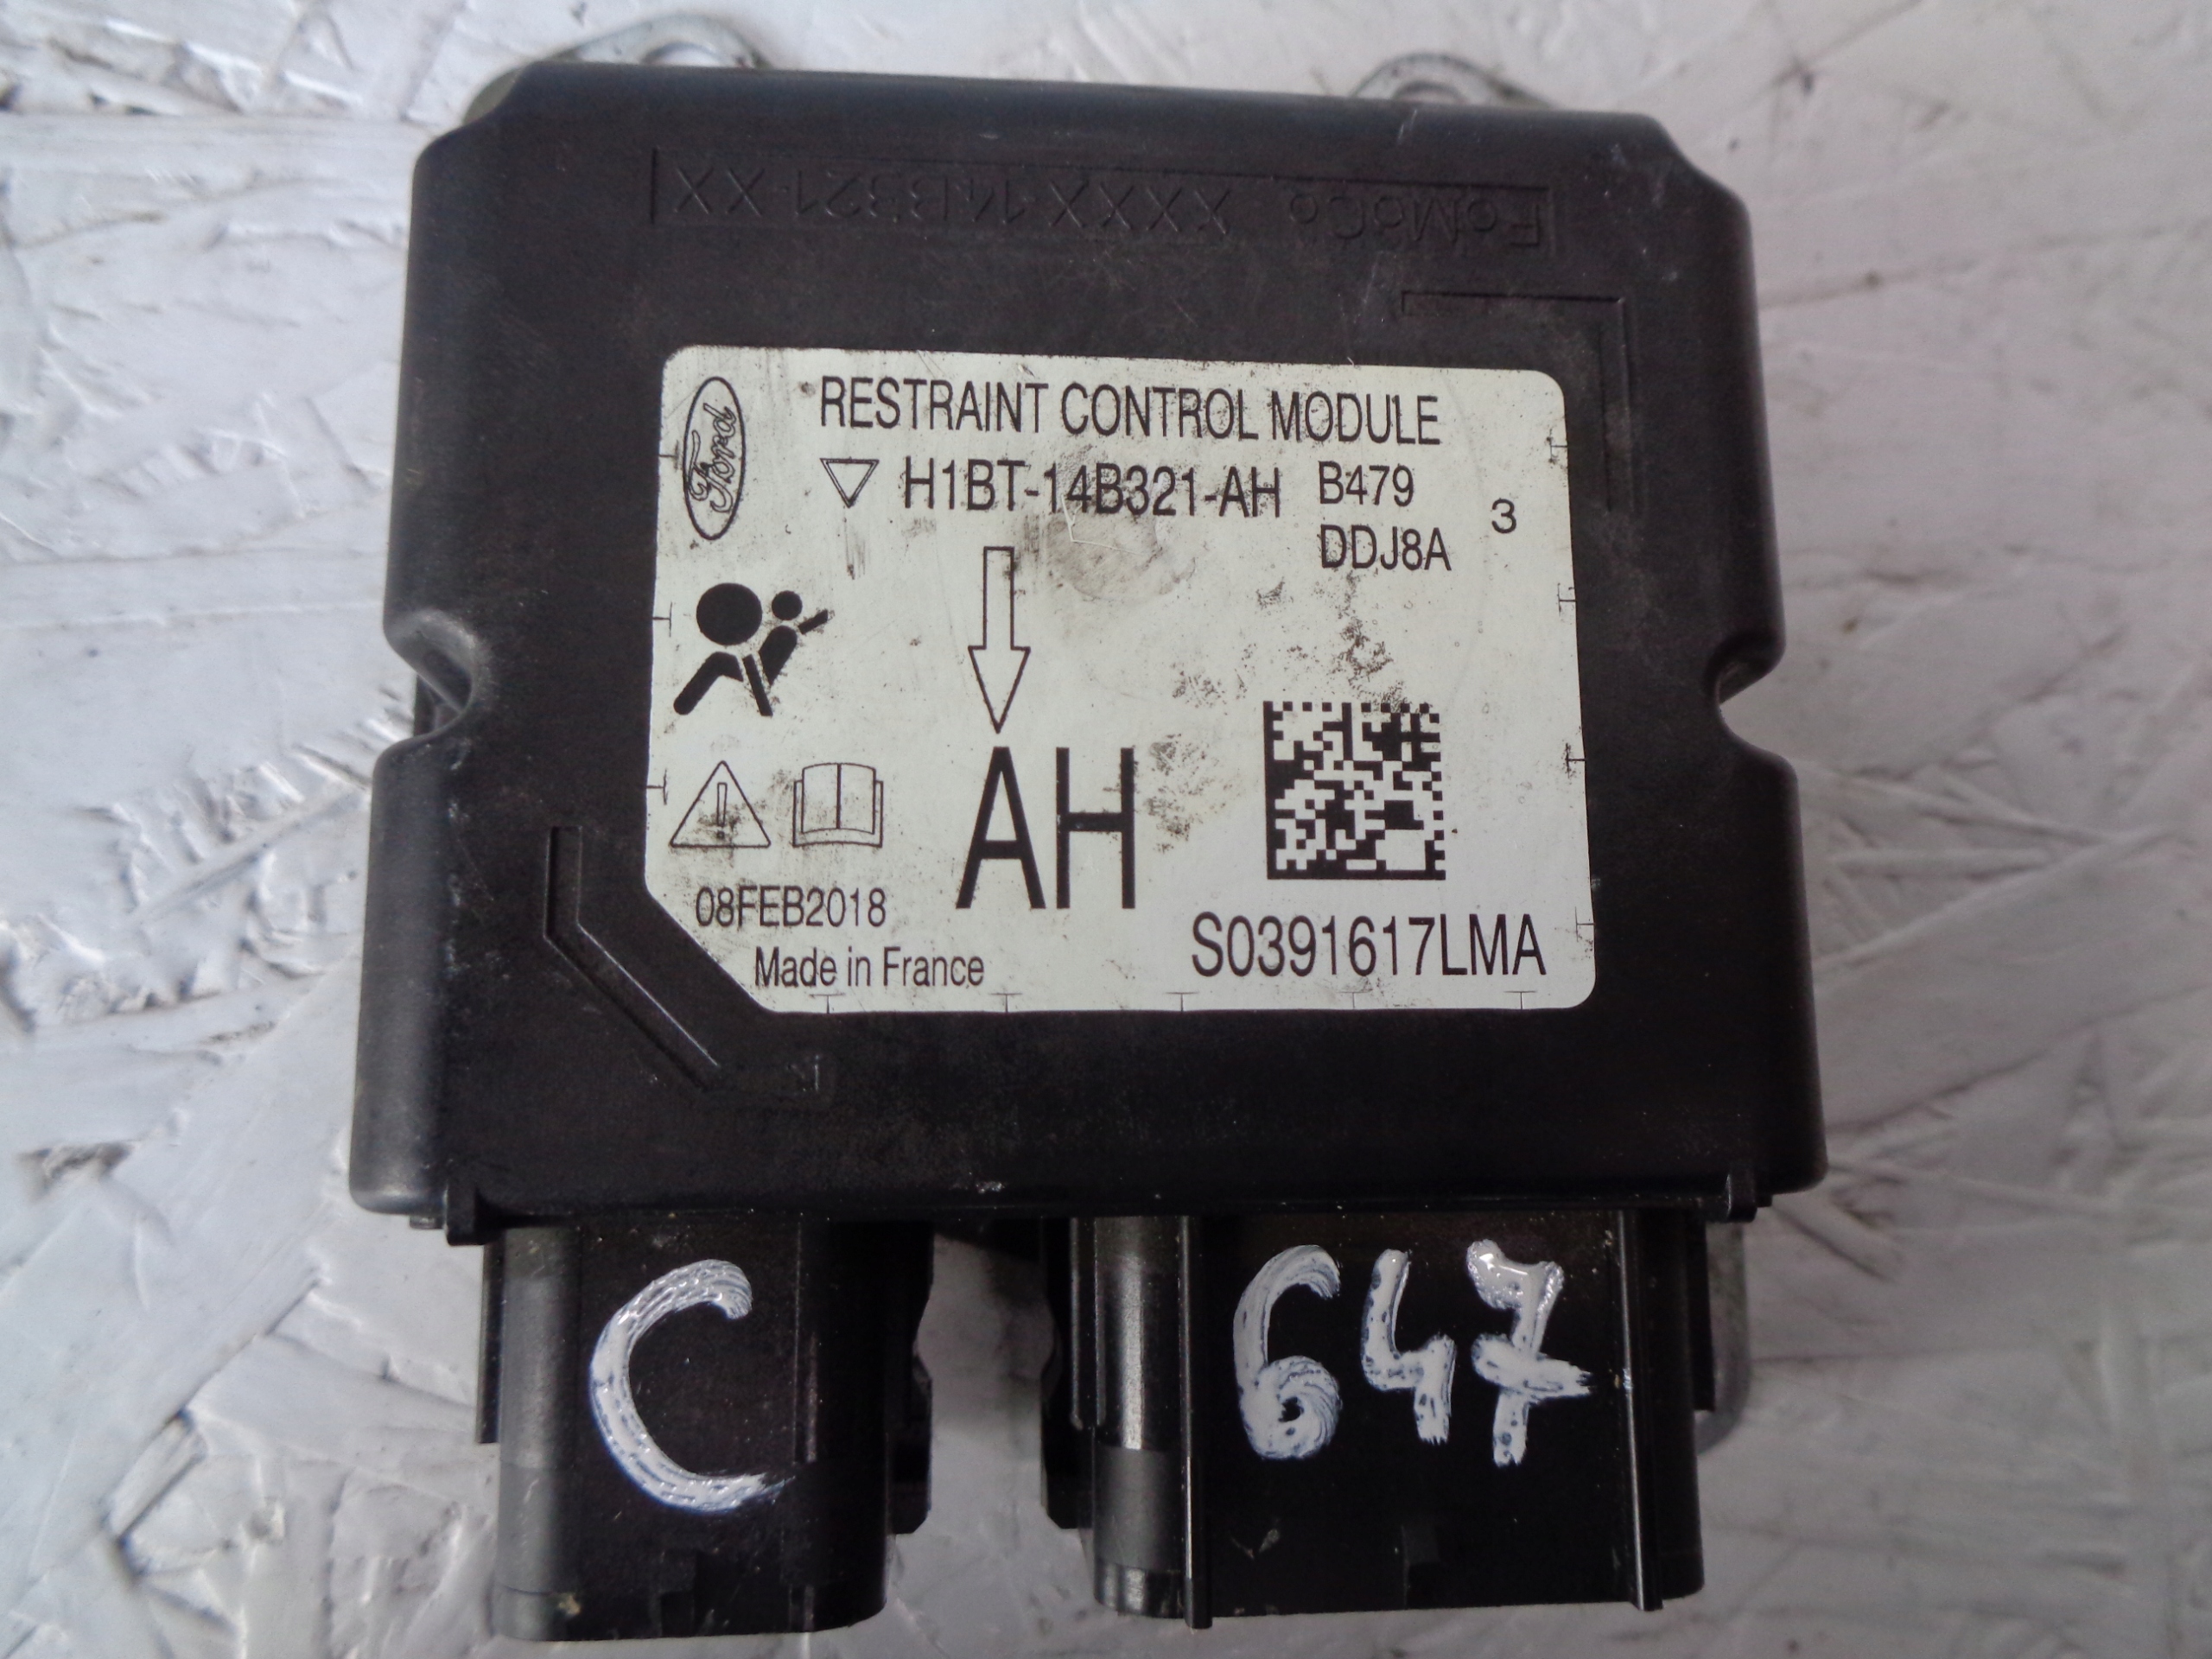 FoMoCo XXXX-14B321-XX
Ford
RESTRAINT CONTROL MODULE
H1BT-14B321-AH B479 3
DDJ8A
AH
08FEB2018
Made in France
S0391617LMA
C 647